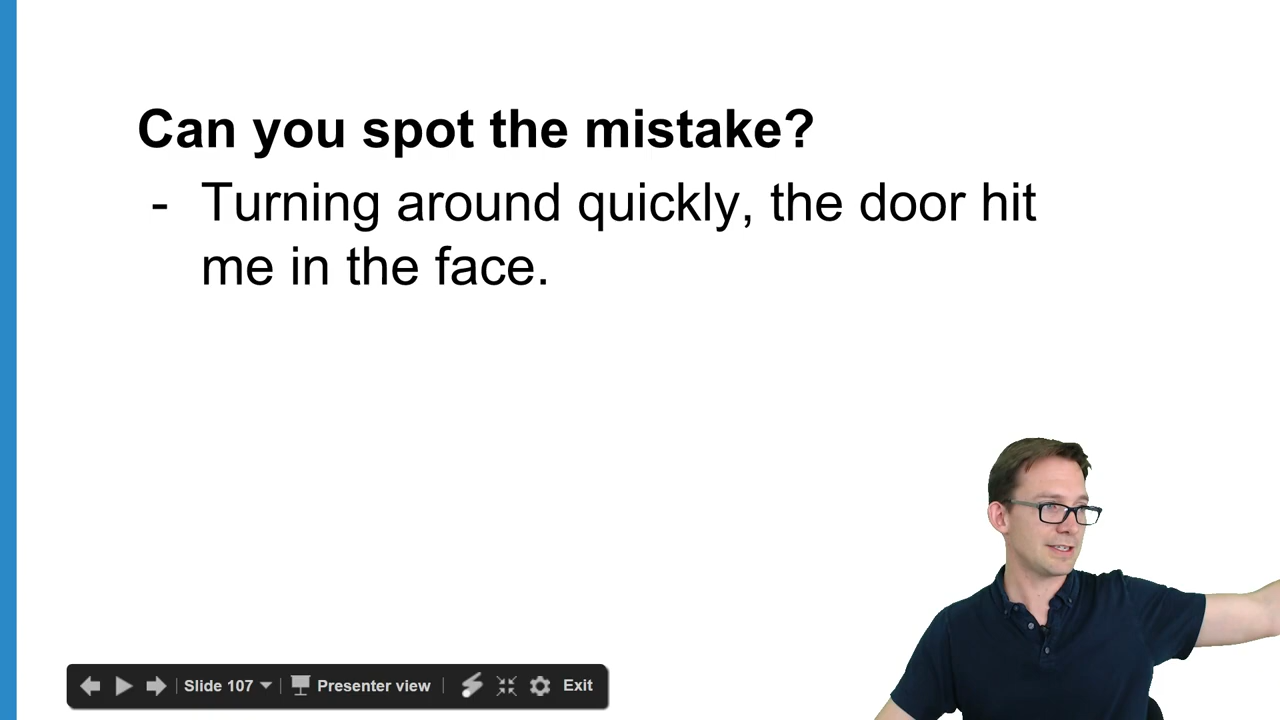 Can you spot the mistake?
- Turning around quickly, the door hit
me in the face.
Slide 107 Presenter view Exit